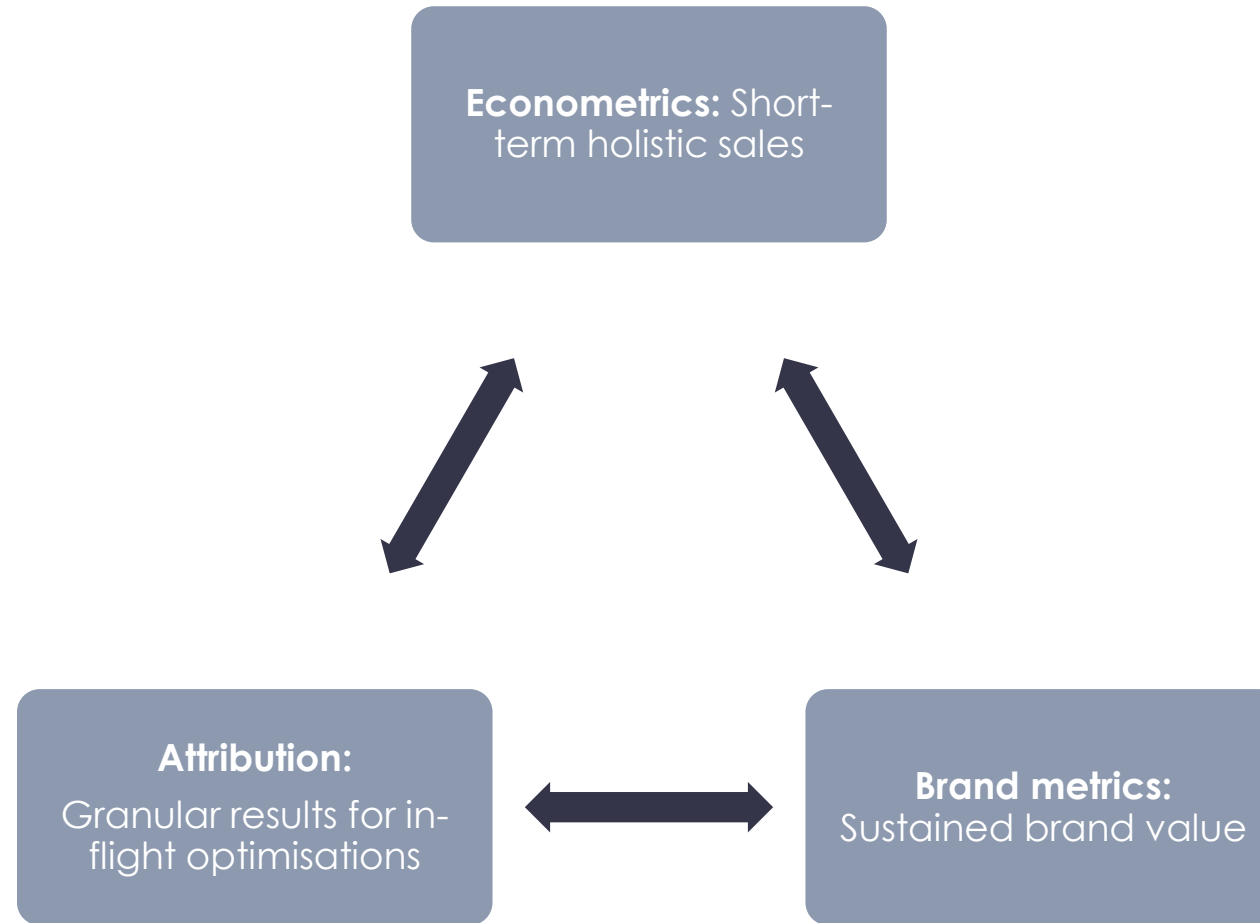 Econometrics: Short-
term holistic sales
Attribution:
Granular results for in-
flight optimisations
Brand metrics:
Sustained brand value